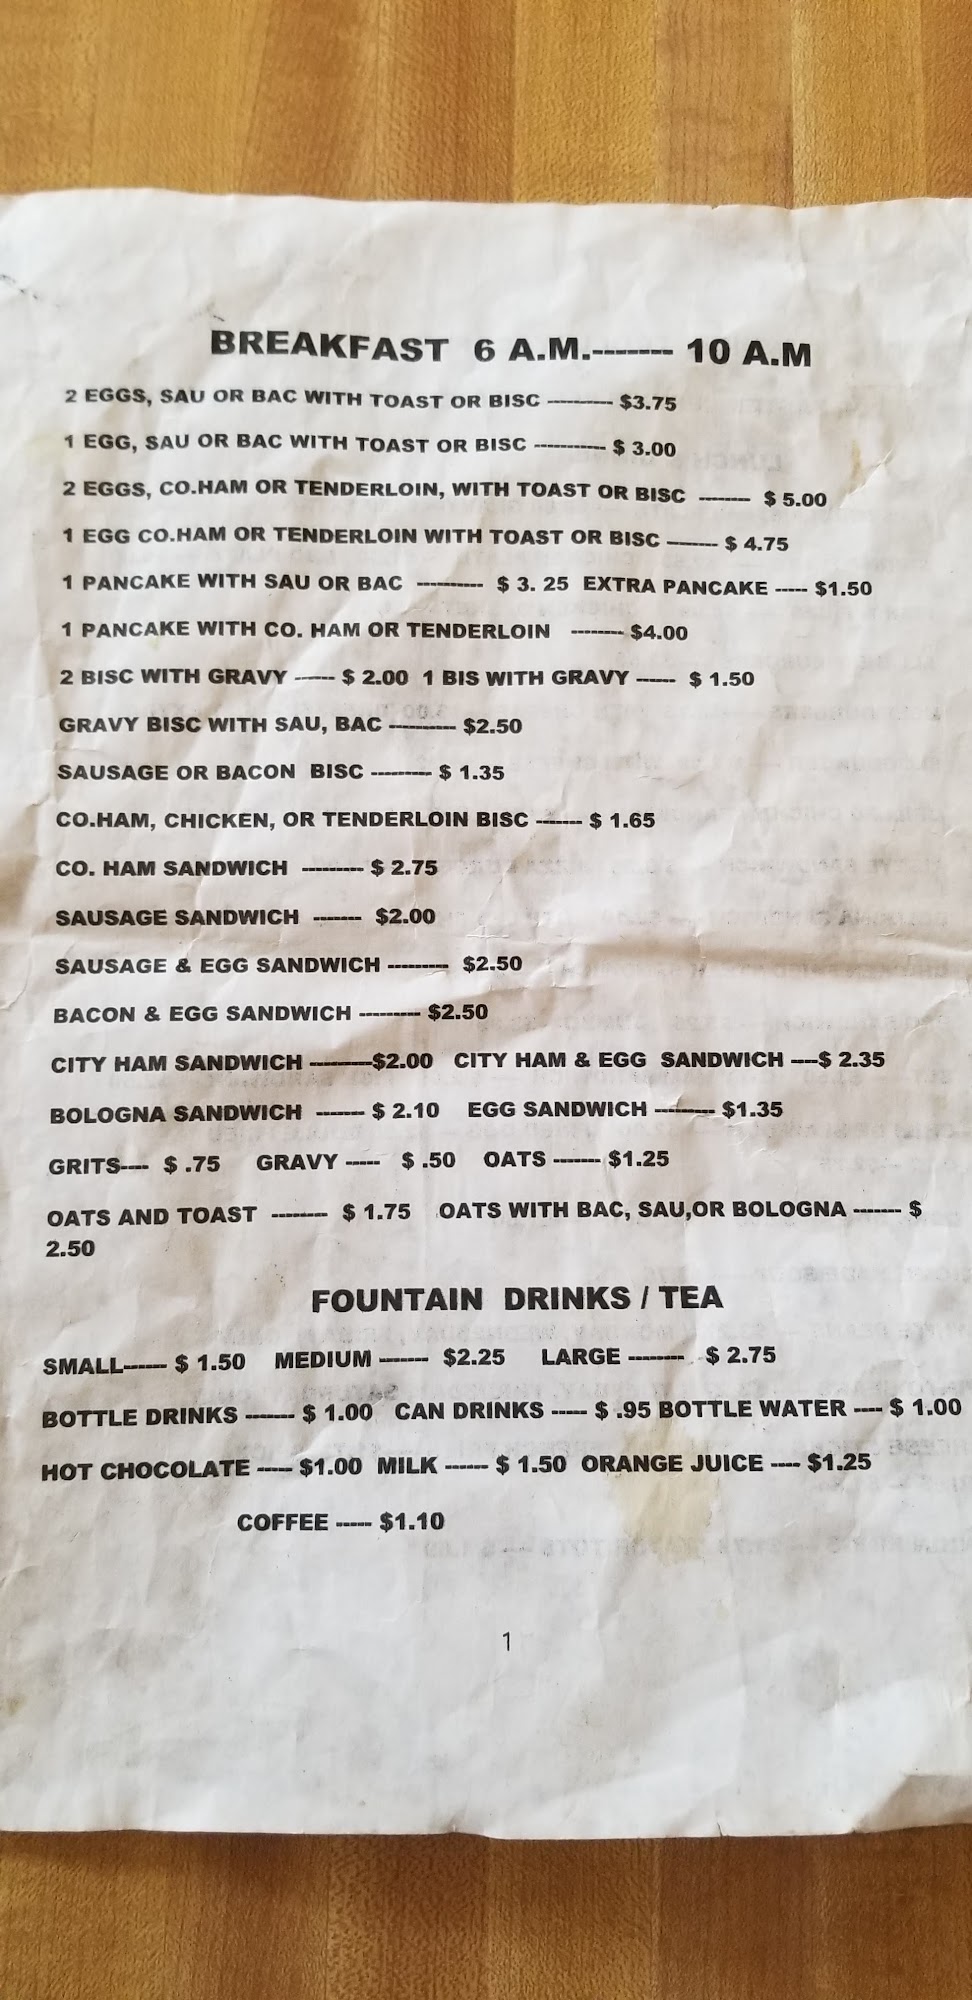 BREAKFAST 6 A.M.------- 10 A.M
2 EGGS, SAU OR BAC WITH TOAST OR BISC ---------- $3.75
1 EGG, SAU OR BAC WITH TOAST OR BISC ----------- $ 3.00
2 EGGS, CO.HAM OR TENDERLOIN, WITH TOAST OR BISC -------- $ 5.00
1 EGG CO.HAM OR TENDERLOIN WITH TOAST OR BISC -------- $ 4.75
1 PANCAKE WITH SAU OR BAC ---------- $ 3. 25 EXTRA PANCAKE ----- $1.50
1 PANCAKE WITH CO. HAM OR TENDERLOIN -------- $4.00
2 BISC WITH GRAVY ------ $ 2.00 1 BIS WITH GRAVY ------ $ 1.50
GRAVY BISC WITH SAU, BAC ---------- $2.50
SAUSAGE OR BACON BISC --------- $ 1.35
CO.HAM, CHICKEN, OR TENDERLOIN BISC ------- $ 1.65
CO. HAM SANDWICH --------- $ 2.75
SAUSAGE SANDWICH ------- $2.00
SAUSAGE & EGG SANDWICH --------- $2.50
BACON & EGG SANDWICH --------- $2.50
CITY HAM SANDWICH ---------$2.00 CITY HAM & EGG SANDWICH ----$ 2.35
BOLOGNA SANDWICH ------- $ 2.10 EGG SANDWICH --------- $1.35
GRITS---- $ .75 GRAVY ----- $ .50 OATS ------- $1.25
OATS AND TOAST -------- $ 1.75 OATS WITH BAC, SAU,OR BOLOGNA ------- $
2.50
FOUNTAIN DRINKS / TEA
SMALL------ $ 1.50 MEDIUM ------- $2.25 LARGE -------- $ 2.75
BOTTLE DRINKS ------- $ 1.00 CAN DRINKS ----- $ .95 BOTTLE WATER ---- $ 1.00
HOT CHOCOLATE ----- $1.00 MILK ------ $ 1.50 ORANGE JUICE ---- $1.25
COFFEE ----- $1.10
1